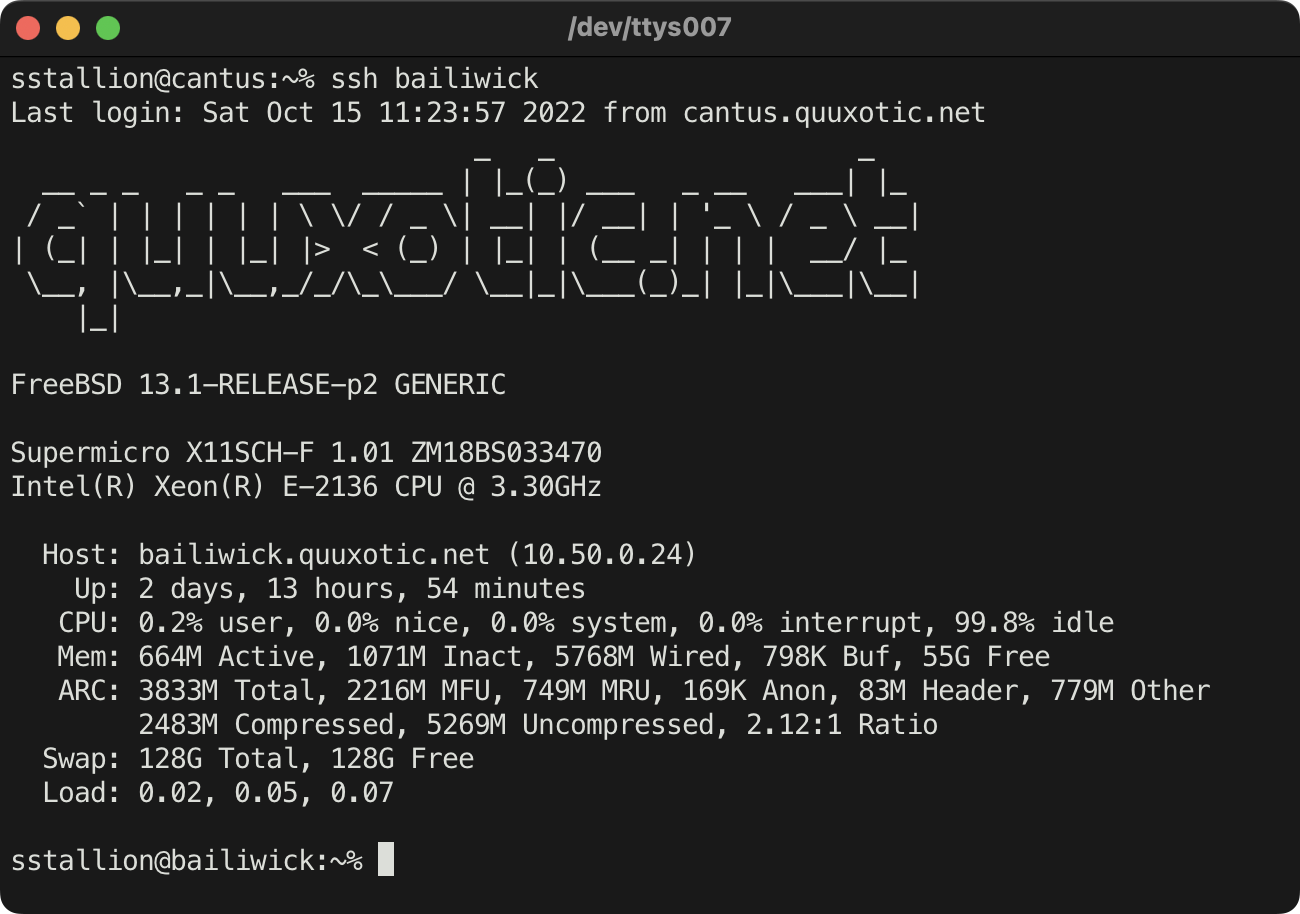 /dev/ttys007
sstallion@cantus:~% ssh bailiwick
Last login: Sat Oct 15 11:23:57 2022 from cantus.quuxotic.net
quuxotic.net
FreeBSD 13.1-RELEASE-p2 GENERIC
Supermicro X11SCH-F 1.01 ZM18BS033470
Intel(R) Xeon(R) E-2136 CPU @ 3.30GHz
Host: bailiwick.quuxotic.net (10.50.0.24)
Up: 2 days, 13 hours, 54 minutes
CPU: 0.2% user, 0.0% nice, 0.0% system, 0.0% interrupt, 99.8% idle
Mem: 664M Active, 1071M Inact, 5768M Wired, 798K Buf, 55G Free
ARC: 3833M Total, 2216M MFU, 749M MRU, 169K Anon, 83M Header, 779M Other
2483M Compressed, 5269M Uncompressed, 2.12:1 Ratio
Swap: 128G Total, 128G Free
Load: 0.02, 0.05, 0.07
sstallion@bailiwick:~%